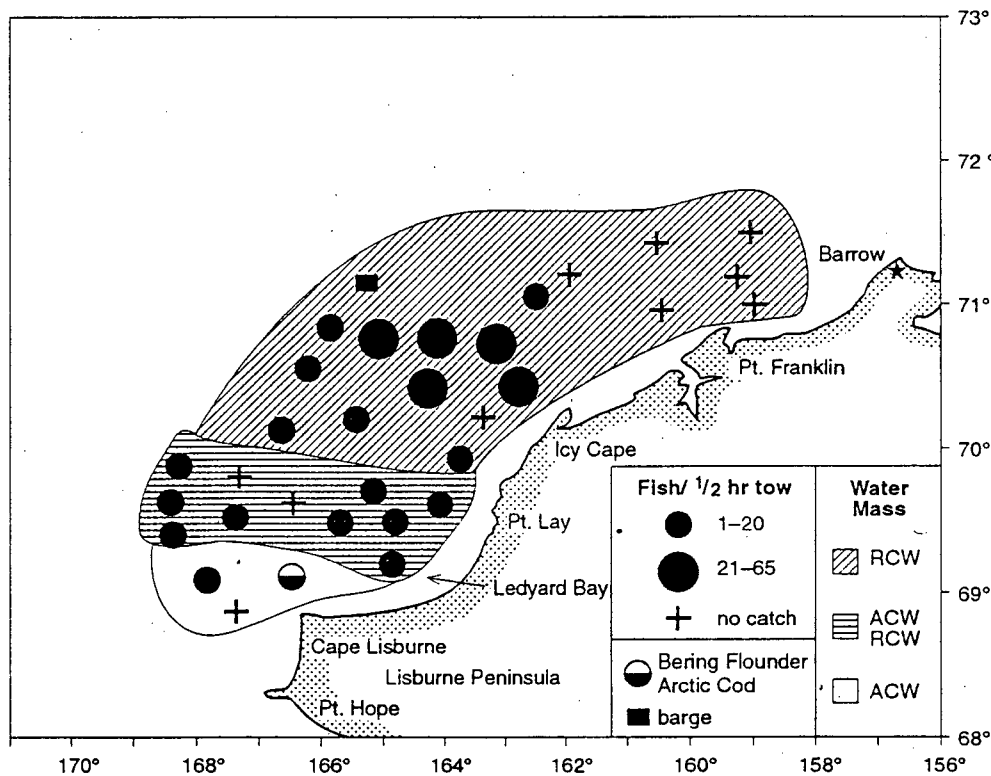 73°
72°
Barrow
71°
Pt. Franklin
70°
Icy Cape
Fish/ 1/2 hr tow
1–20
21–65
no catch
Bering Flounder
Arctic Cod
barge
Water
Mass
RCW
ACW
RCW
ACW
Pt. Lay
Ledyard Bay
69°
Cape Lisburne
Lisburne Peninsula
Pt. Hope
68°
170°
168°
166°
164°
162°
160°
158°
156°